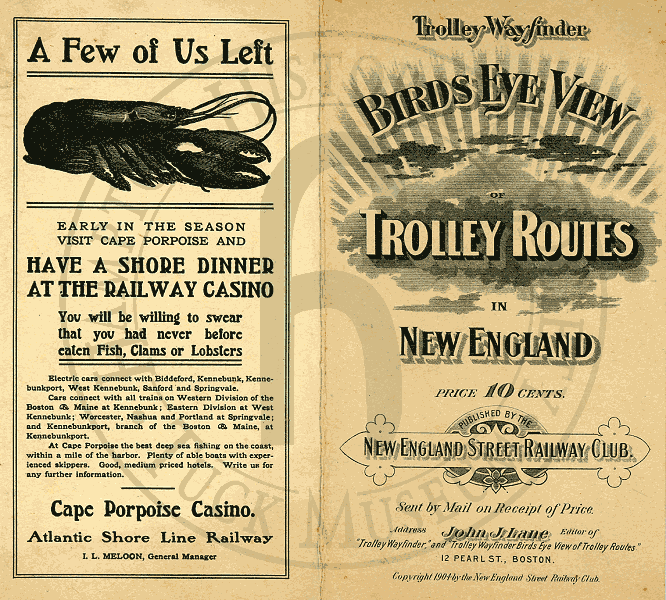 A Few of Us Left
EARLY IN THE SEASON
VISIT CAPE PORPOISE AND
HAVE A SHORE DINNER
AT THE RAILWAY CASINO
You will be willing to swear
that you had never before
eaten Fish, Clams or Lobsters
Electric cars connect with Biddeford, Kennebunk, Kenne-
bunkport, West Kennebunk, Sanford and Springvale.
Cars connect with all trains on Western Division of the
Boston & Maine at Kennebunk; Eastern Division at West
Kennebunk; Worcester, Nashua and Portland at Springvale;
and Kennebunkport, branch of the Boston & Maine, at
Kennebunkport.
At Cape Porpoise the best deep sea fishing on the coast,
within a mile of the harbor. Plenty of able boats with exper-
ienced skippers. Good, medium priced hotels. Write us for
any further information.
Cape Porpoise Casino.
Atlantic Shore Line Railway
I. L. MELOON, General Manager
Trolley Wayfinder
BIRDS EYE VIEW
OF
TROLLEY ROUTES
IN
NEW ENGLAND
PRICE 10 CENTS.
PUBLISHED BY THE
NEW ENGLAND STREET RAILWAY CLUB.
Sent by Mail on Receipt of Price.
Address John J. Lane Editor of
"Trolley Wayfinder," and "Trolley Wayfinder Birds Eye View of Trolley Routes"
12 PEARL ST., BOSTON.
Copyright 1904 by the New England Street Railway Club.